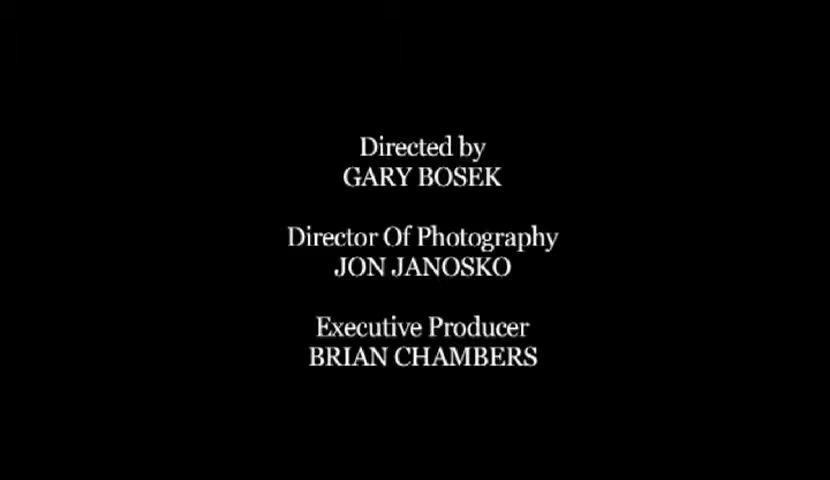 Directed by
GARY BOSEK
Director Of Photography
JON JANOSKO
Executive Producer
BRIAN CHAMBERS